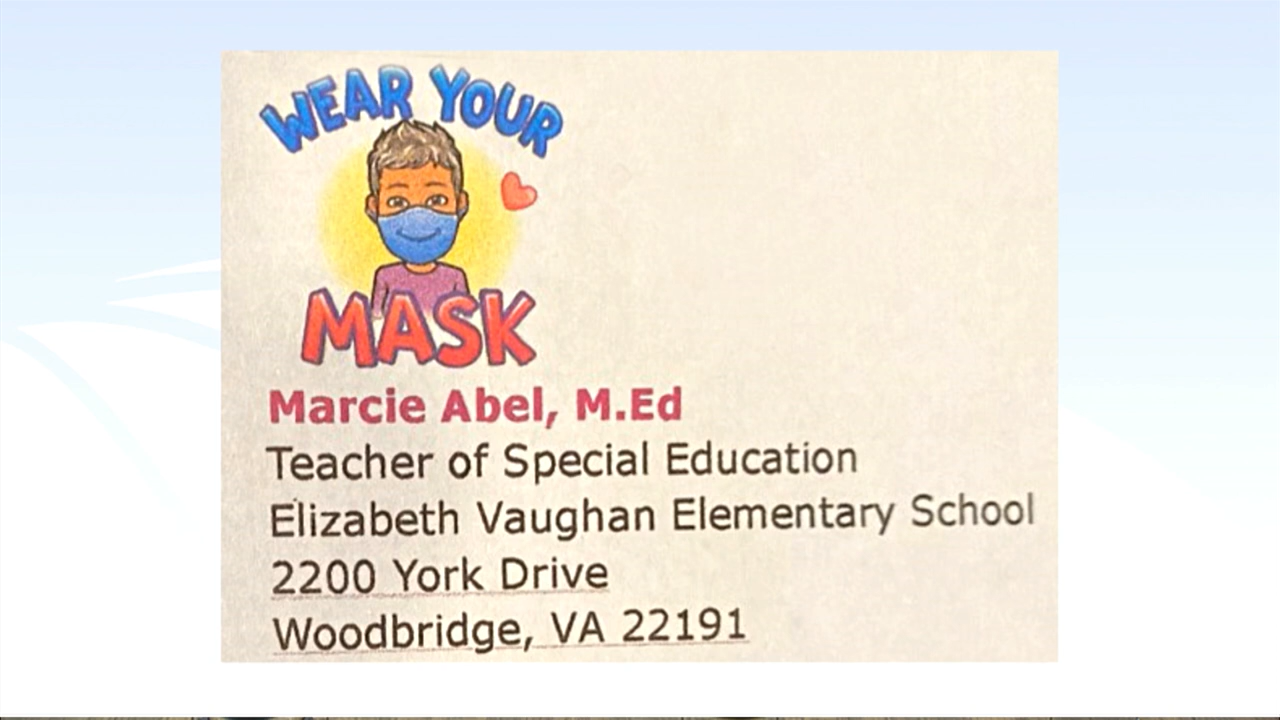 WEAR YOUR
MASK
Marcie Abel, M.Ed
Teacher of Special Education
Elizabeth Vaughan Elementary School
2200 York Drive
Woodbridge, VA 22191